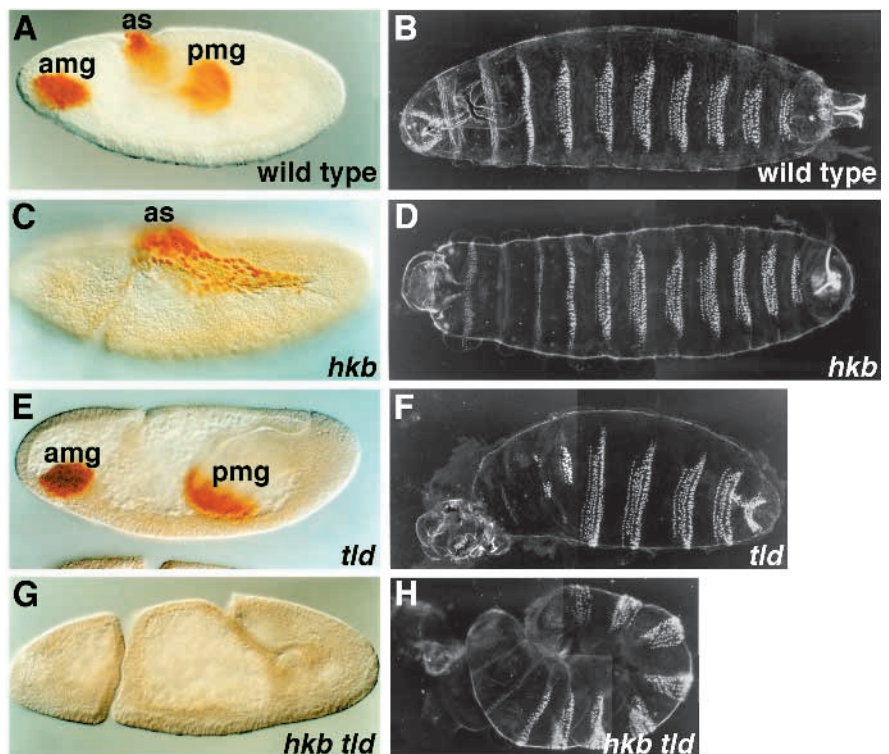 A
as
amg
pmg
wild type
B
wild type
C
as
hkb
D
hkb
E
amg
pmg
tld
F
tld
G
hkb tld
H
hkb tld